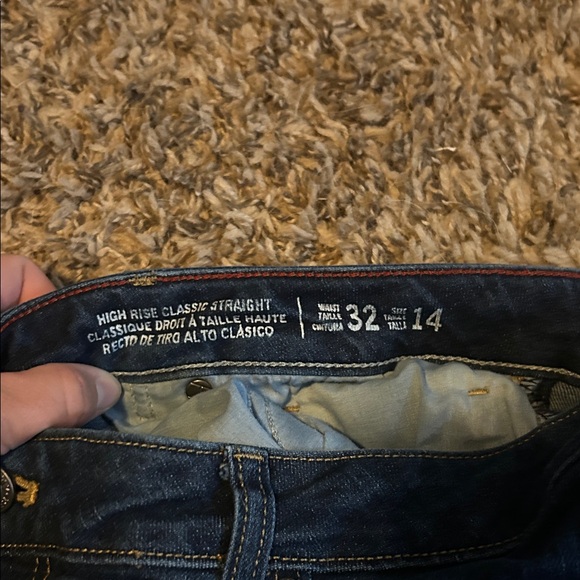 HIGH RISE CLASSIC STRAIGHT
CLASSIQUE DROIT À TAILLE HAUTE
RECTO DE TIRO ALTO CLÁSICO
WAIST
TAILLE
CINTURA
32
SIZE
TAILLE
TALLA
14